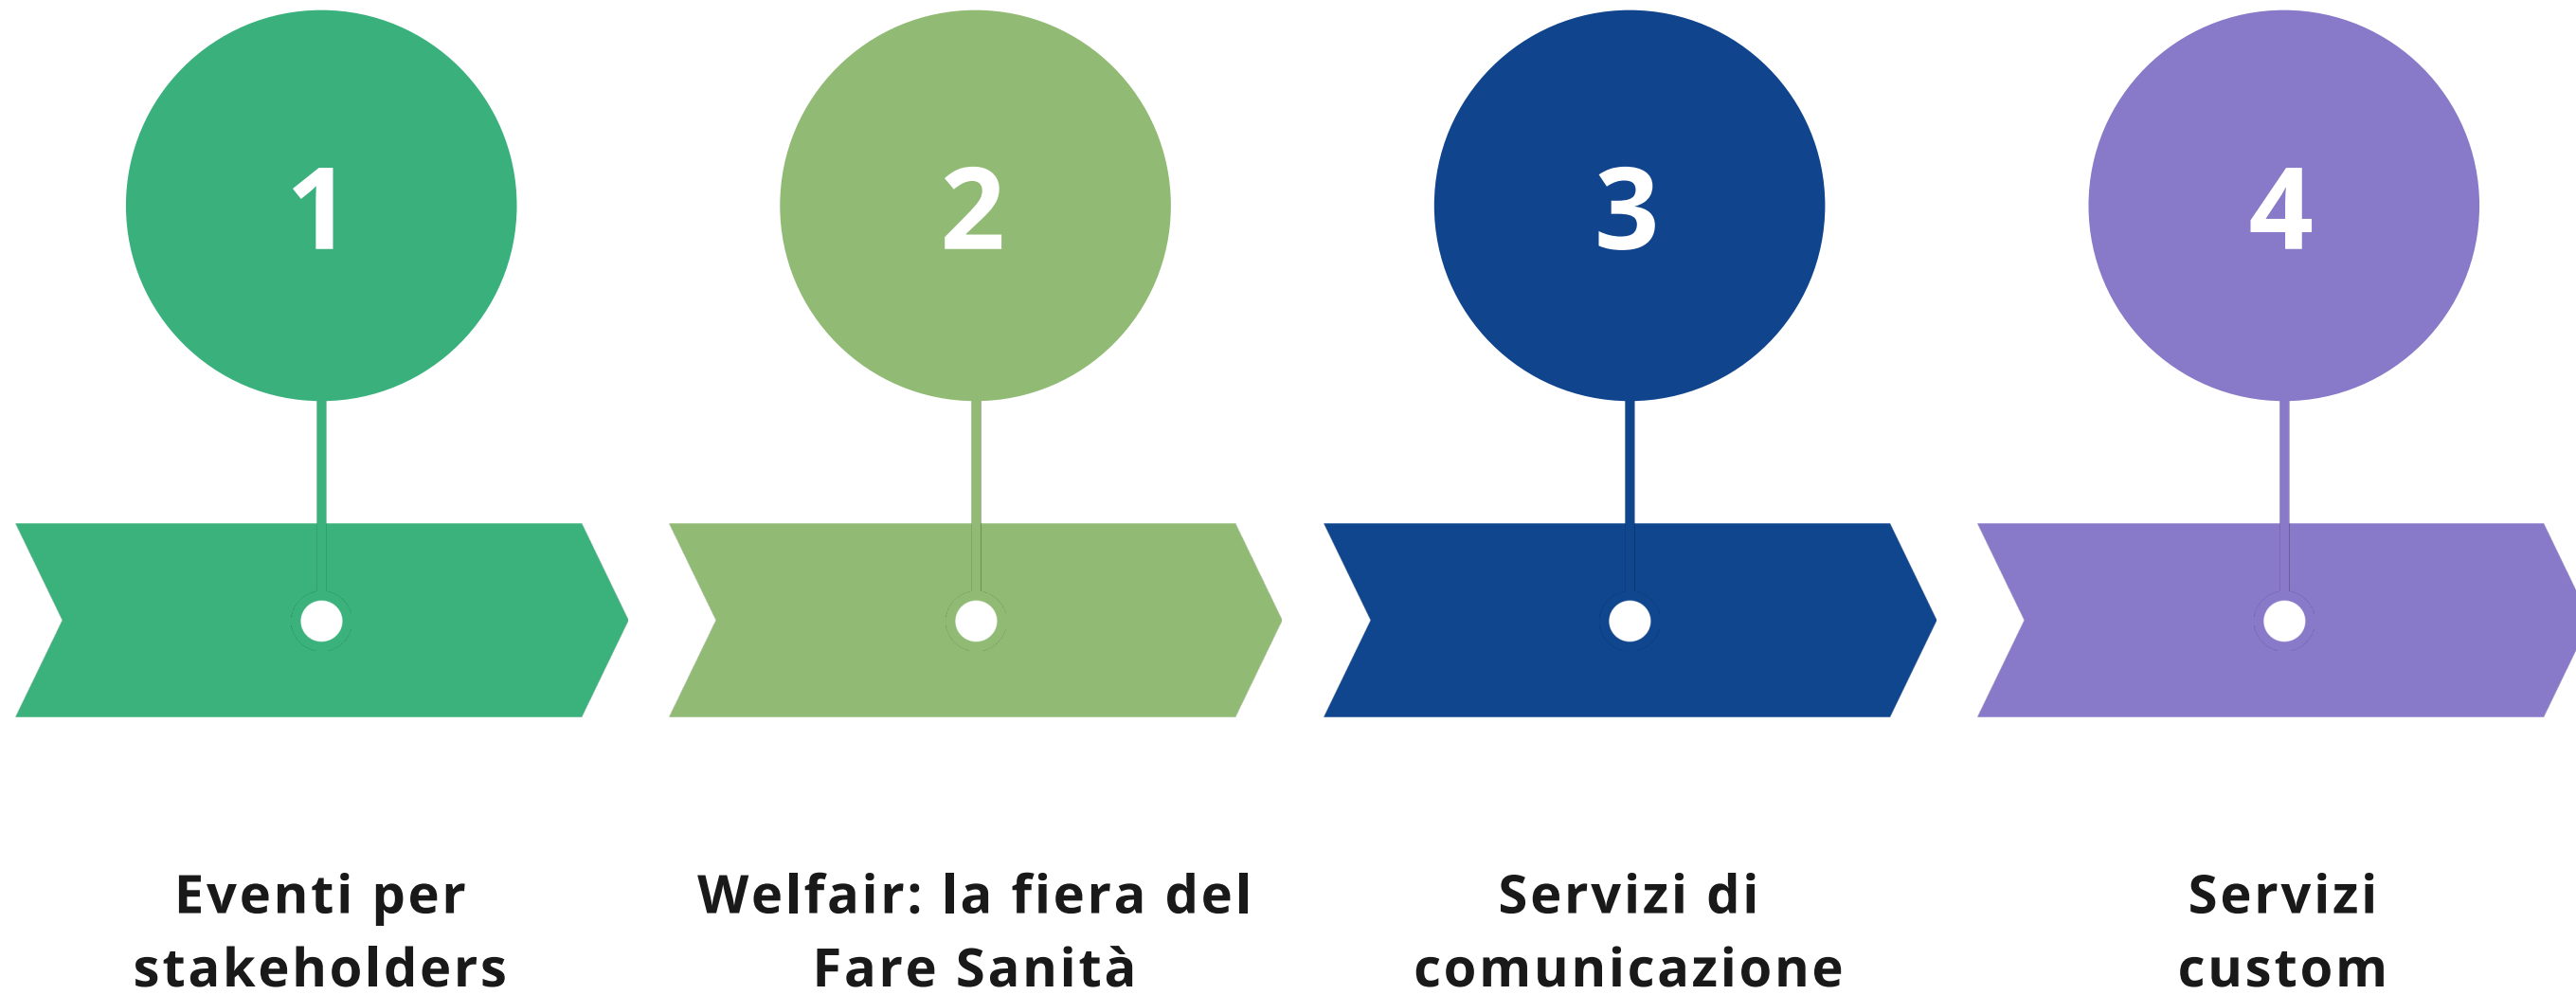 1
2
3
4
Eventi per
stakeholders
Welfair: la fiera del
Fare Sanità
Servizi di
comunicazione
Servizi
custom